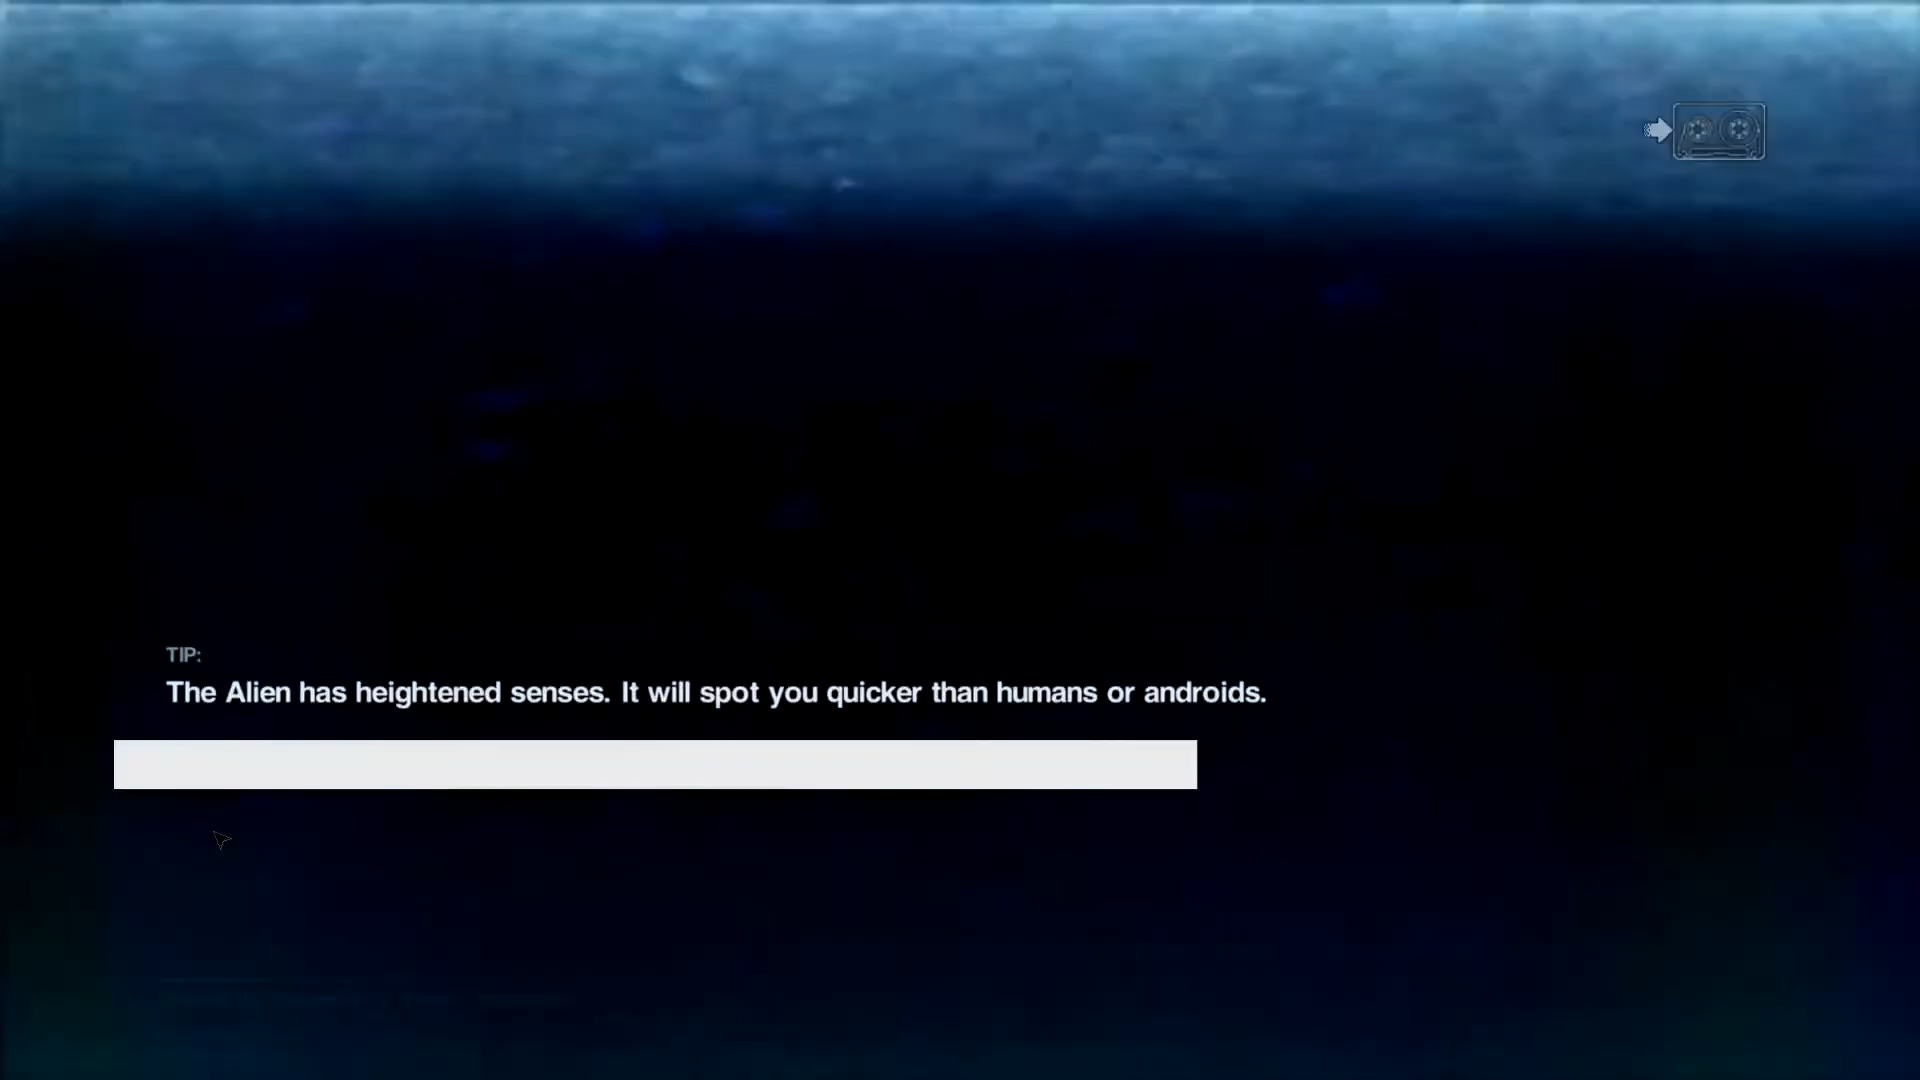 TIP:
The Alien has heightened senses. It will spot you quicker than humans or androids.